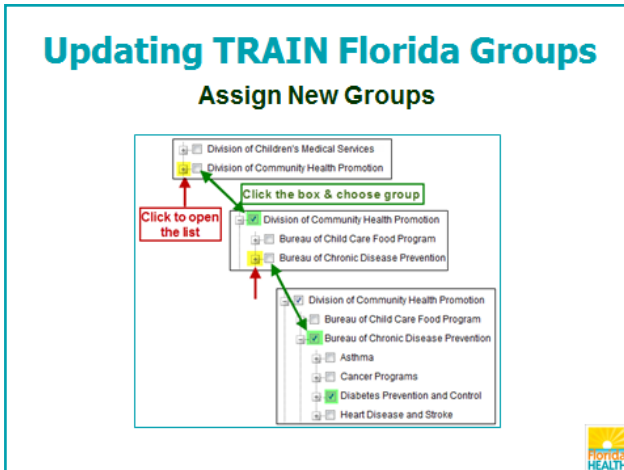 Updating TRAIN Florida Groups
Assign New Groups
Division of Children's Medical Services
Division of Community Health Promotion
Click the box & choose group
Click to open
the list
Division of Community Health Promotion
Bureau of Child Care Food Program
Bureau of Chronic Disease Prevention
Division of Community Health Promotion
Bureau of Child Care Food Program
Bureau of Chronic Disease Prevention
Asthma
Cancer Programs
Diabetes Prevention and Control
Heart Disease and Stroke
Florida
HEALTH